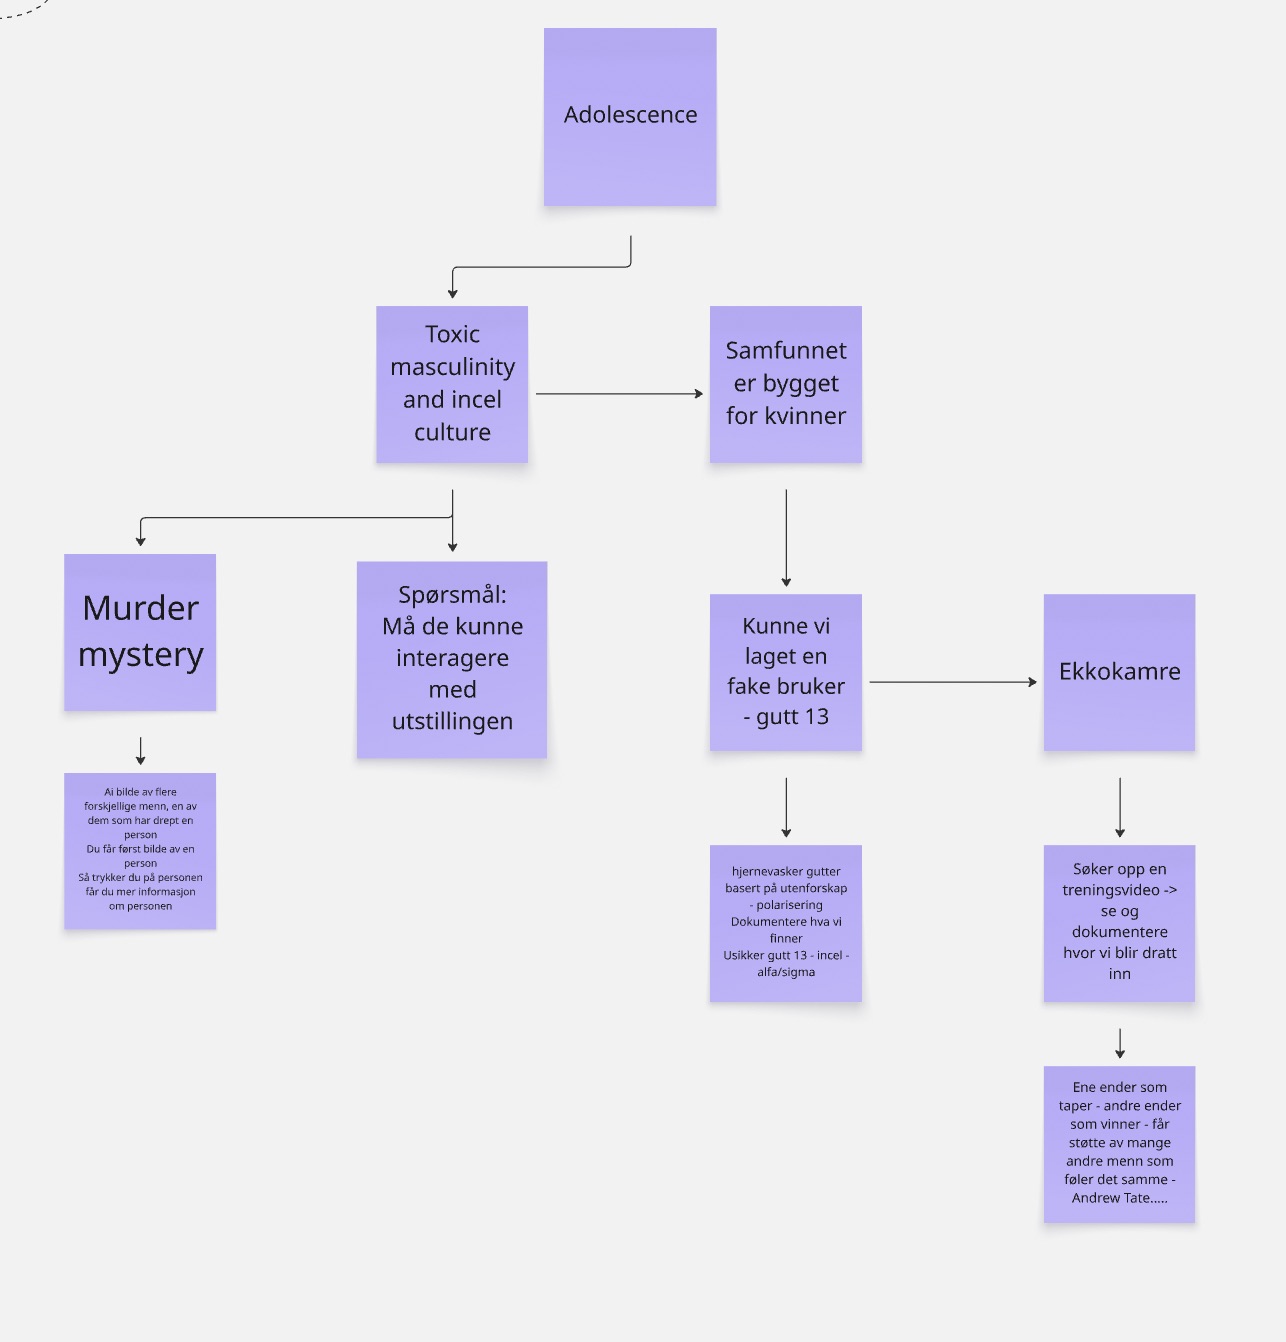 Adolescence
Toxic
masculinity
and incel
culture
Samfunnet
er bygget
for kvinner
Murder
mystery
Spørsmål:
Må de kunne
interagere
med
utstillingen
Kunne vi
laget en
fake bruker
- gutt 13
Ekkokamre
Ai bilde av flere
forskjellige menn, en av
dem som har drept en
person
Du får først bilde av en
person
Så trykker du på personen
får du mer informasjon
om personen
hjernevasker gutter
basert på utenforskap
- polarisering
Dokumentere hva vi
finner
Usikker gutt 13 - incel -
alfa/sigma
Søker opp en
treningsvideo ->
se og
dokumentere
hvor vi blir dratt
inn
Ene ender som
taper - andre ender
som vinner - får
støtte av mange
andre menn som
føler det samme -
Andrew Tate.....